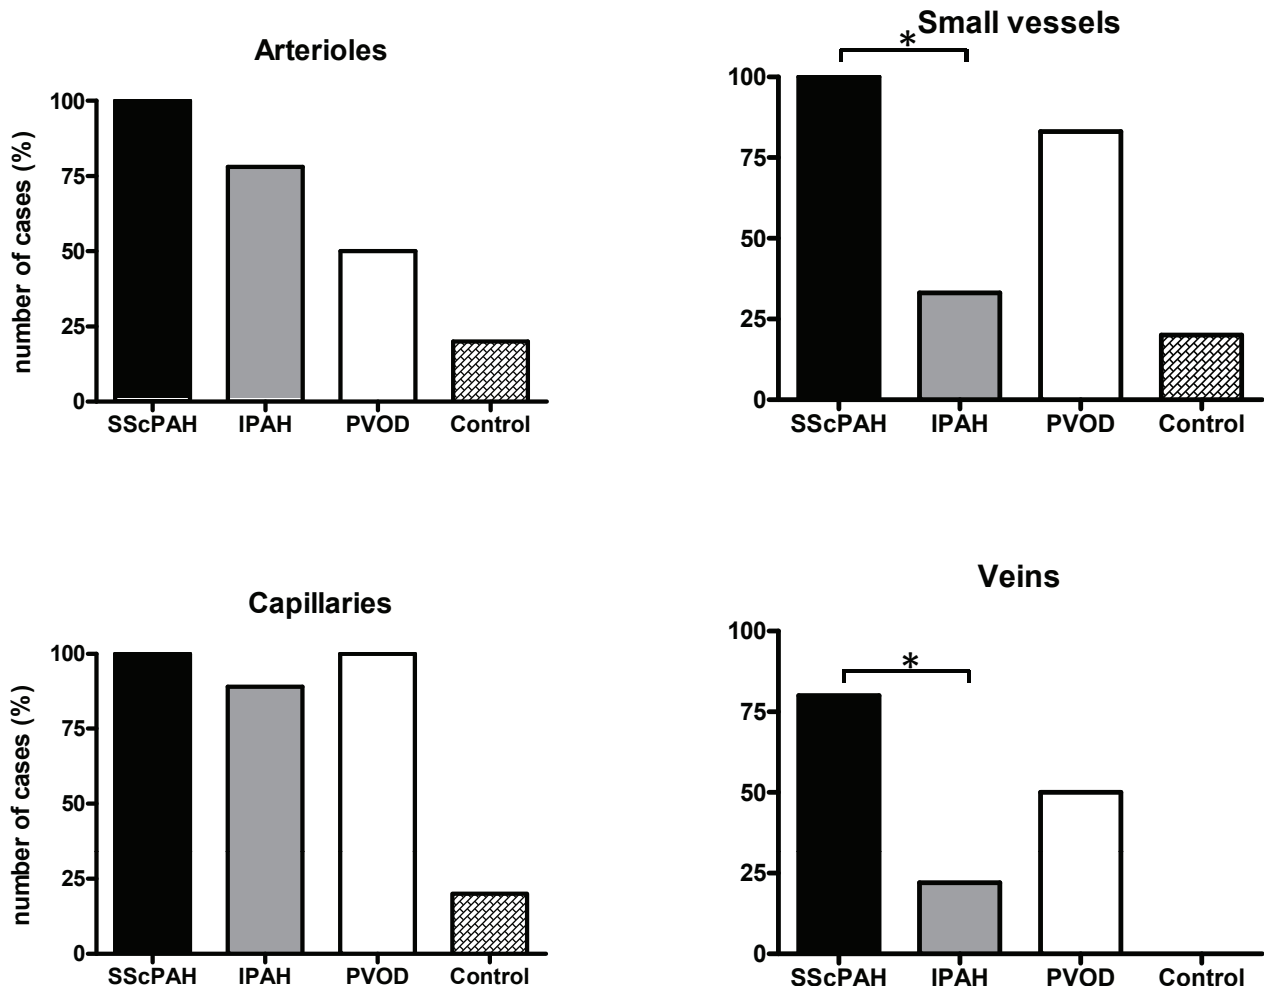 Arterioles
number of cases (%)
100
75
50
25
0
SScPAH IPAH PVOD Control
Small vessels
*
100
75
50
25
0
SScPAH IPAH PVOD Control
Capillaries
number of cases (%)
100
75
50
25
0
SScPAH IPAH PVOD Control
Veins
*
100
75
50
25
0
SScPAH IPAH PVOD Control